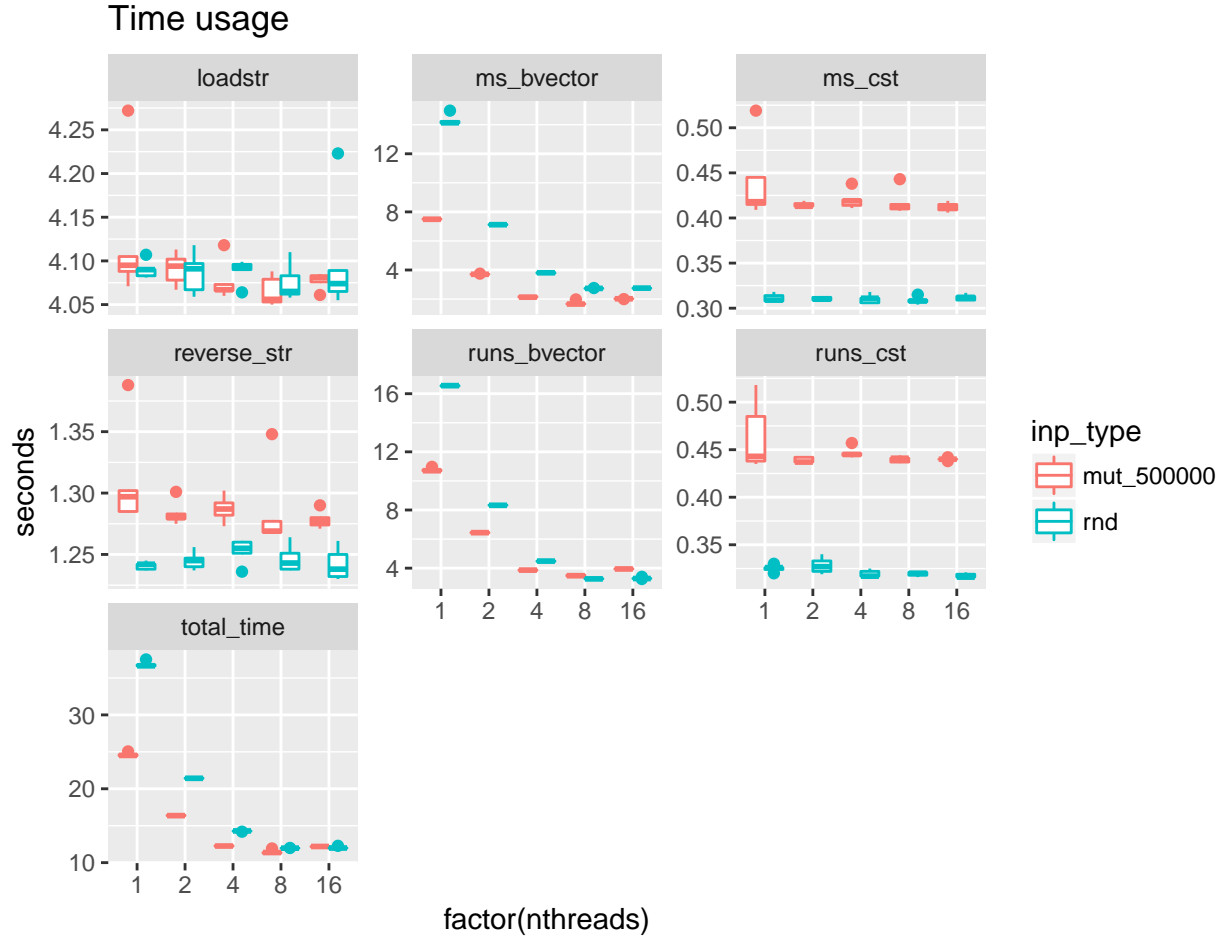 Time usage
loadstr
ms_bvector
ms_cst
4.25
4.20
4.15
4.10
4.05
12
8
4
0.50
0.45
0.40
0.35
0.30
reverse_str
runs_bvector
runs_cst
1.35
1.30
1.25
16
12
8
4
0.50
0.45
0.40
0.35
1 2 4 8 16
1 2 4 8 16
total_time
30
20
10
1 2 4 8 16
seconds
factor(nthreads)
inp_type
mut_500000
rnd